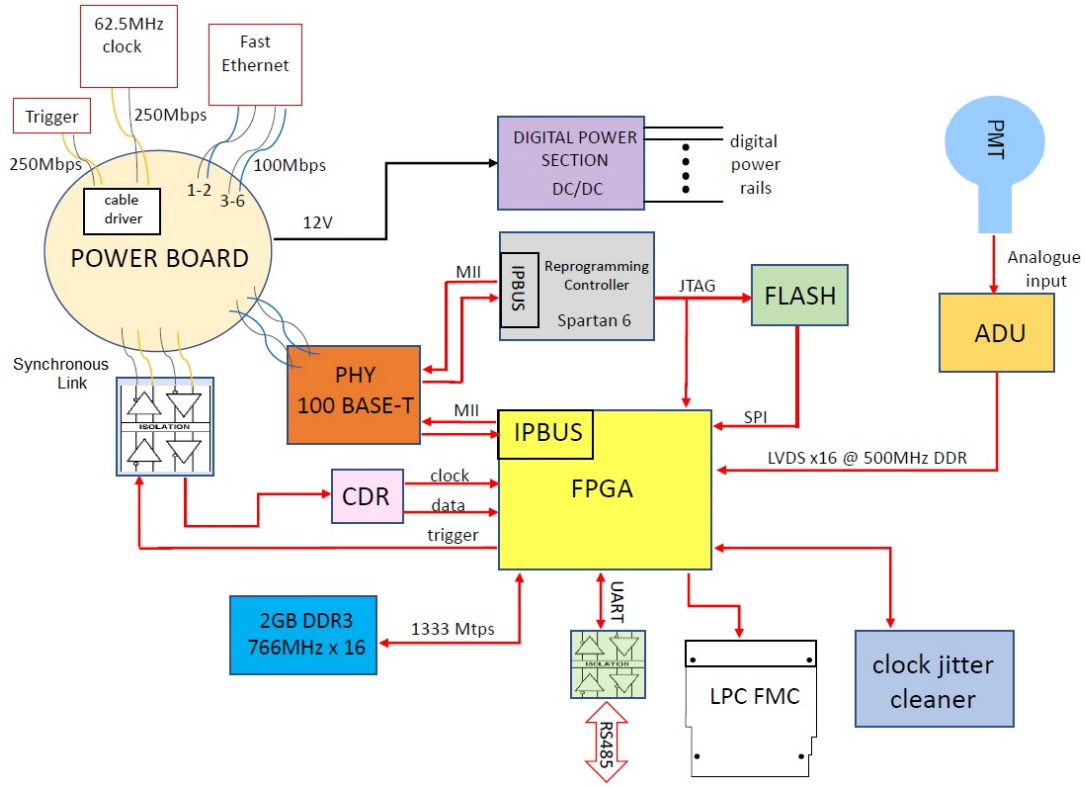 62.5MHz
clock
Fast
Ethernet
Trigger
250Mbps
250Mbps
100Mbps
1-2
3-6
cable
driver
POWER BOARD
12V
DIGITAL POWER
SECTION
DC/DC
digital
power
rails
PMT
Analogue
input
ADU
MII
IPBUS
Reprogramming
Controller
Spartan 6
JTAG
FLASH
Synchronous
Link
ISOLATION
PHY
100 BASE-T
MII
IPBUS
FPGA
SPI
LVDS x16 @ 500MHz DDR
CDR
clock
data
trigger
2GB DDR3
766MHz x 16
1333 Mtps
UART
ISOLATION
RS485
LPC FMC
clock jitter
cleaner